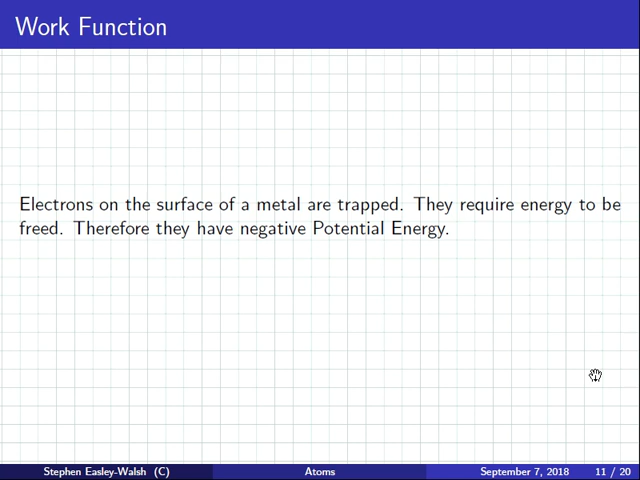 Work Function
Electrons on the surface of a metal are trapped. They require energy to be
freed. Therefore they have negative Potential Energy.
Stephen Easley-Walsh (C) Atoms September 7, 2018 11 / 20